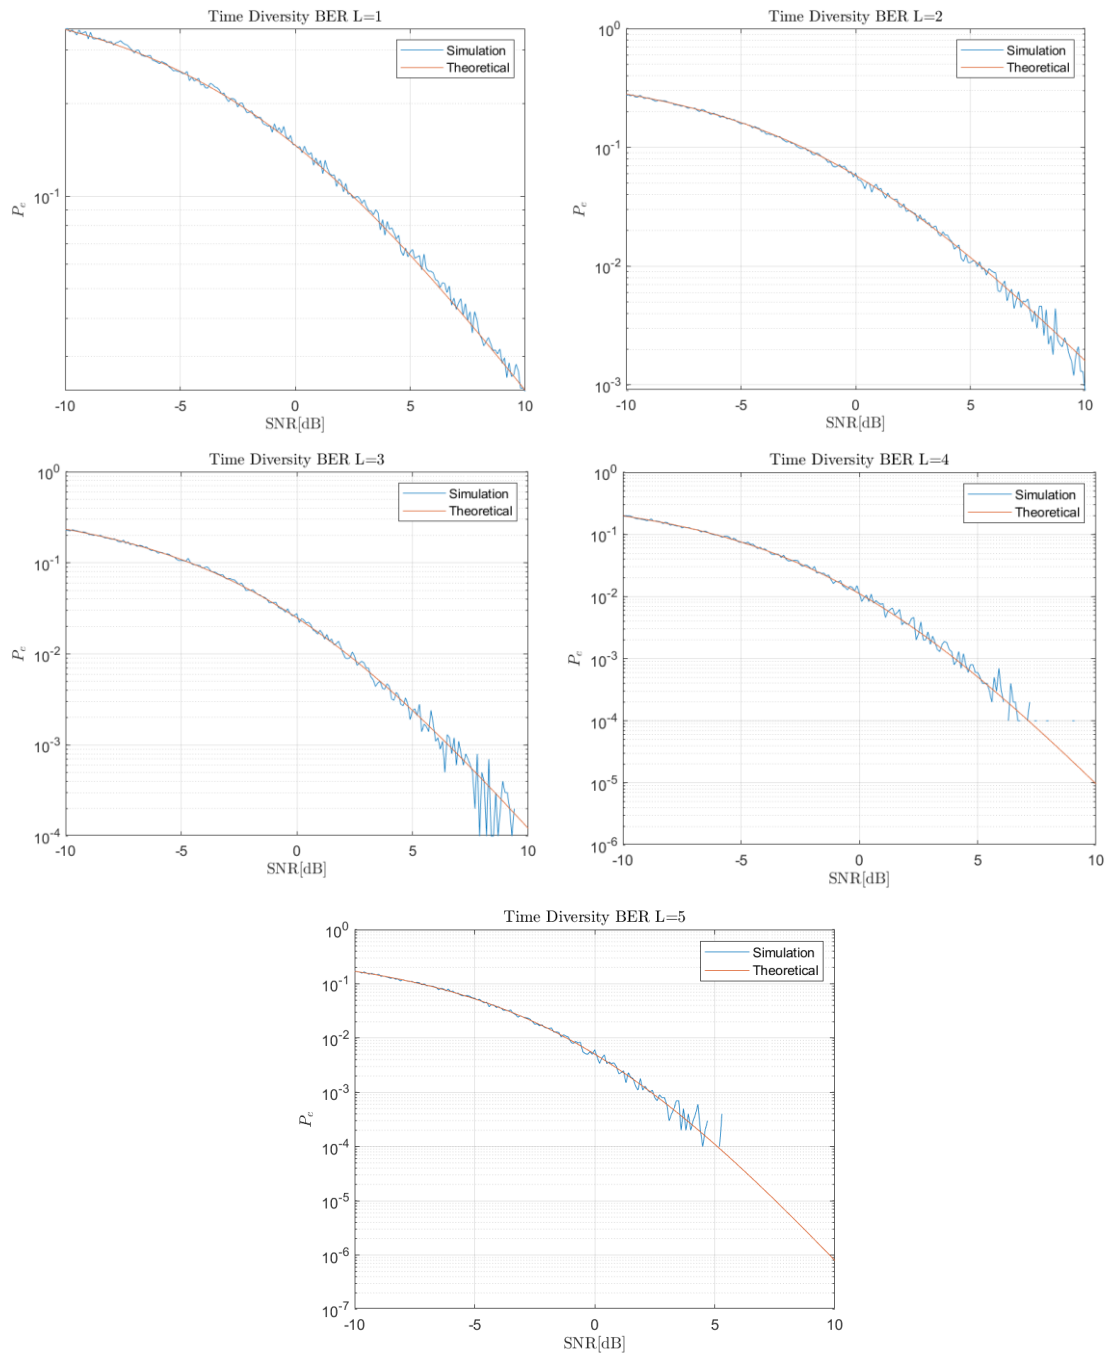 Time Diversity BER L=1
Simulation
Theoretical
10^-1
P_e
-10 -5 0 5 10
SNR[dB]
Time Diversity BER L=2
Simulation
Theoretical
10^0
10^-1
10^-2
10^-3
P_e
-10 -5 0 5 10
SNR[dB]
Time Diversity BER L=3
Simulation
Theoretical
10^0
10^-1
10^-2
10^-3
10^-4
P_e
-10 -5 0 5 10
SNR[dB]
Time Diversity BER L=4
Simulation
Theoretical
10^0
10^-1
10^-2
10^-3
10^-4
10^-5
10^-6
P_e
-10 -5 0 5 10
SNR[dB]
Time Diversity BER L=5
Simulation
Theoretical
10^0
10^-1
10^-2
10^-3
10^-4
10^-5
10^-6
10^-7
P_e
-10 -5 0 5 10
SNR[dB]